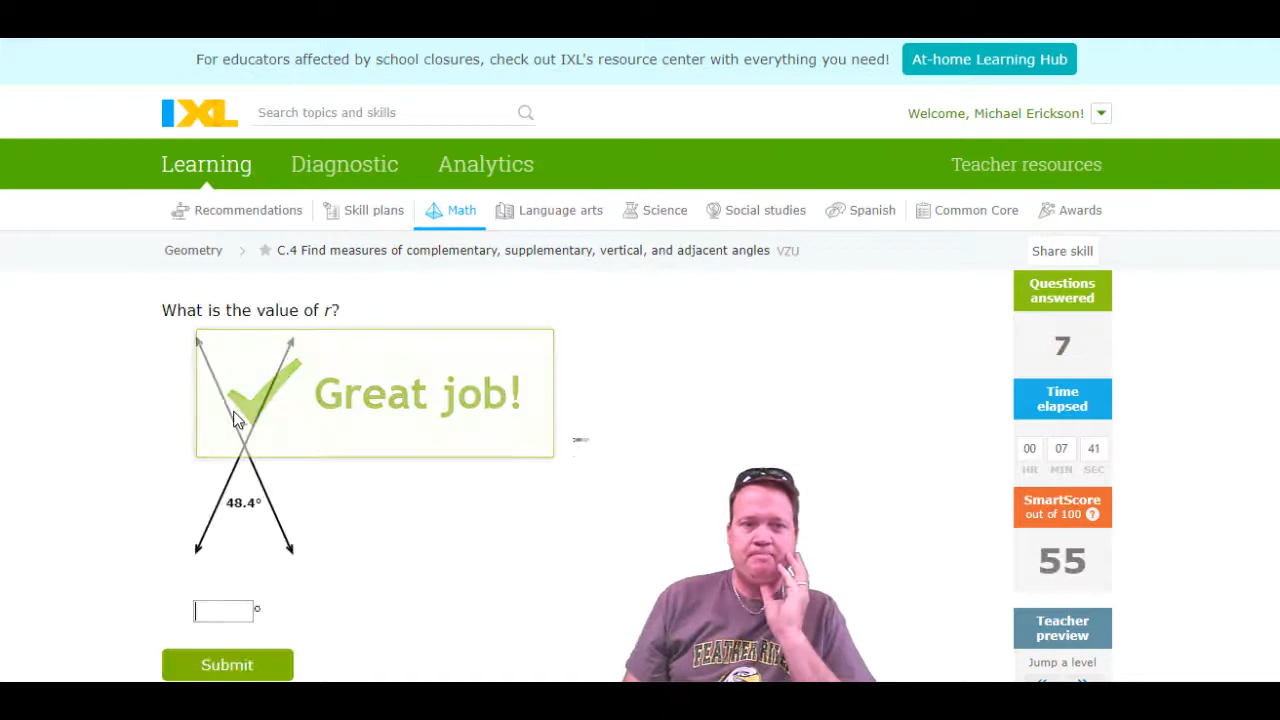 For educators affected by school closures, check out IXL's resource center with everything you need! At-home Learning Hub
IXL Search topics and skills Welcome, Michael Erickson!
Learning Diagnostic Analytics Teacher resources
Recommendations Skill plans Math Language arts Science Social studies Spanish Common Core Awards
Geometry C.4 Find measures of complementary, supplementary, vertical, and adjacent angles VZU Share skill
What is the value of r?
Great job!
48.4°
°
Submit
Questions
answered
7
Time
elapsed
00 07 41
HR MIN SEC
SmartScore
out of 100 ?
55
Teacher
preview
Jump a level